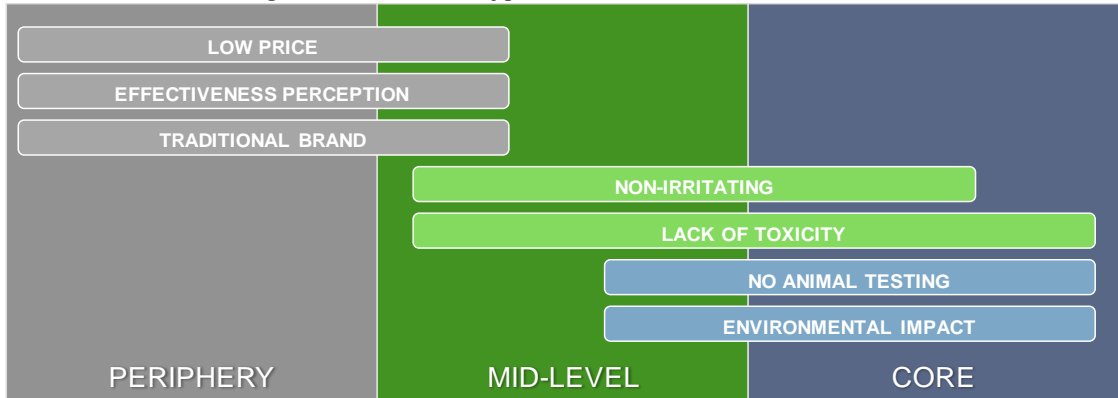 LOW PRICE
EFFECTIVENESS PERCEPTION
TRADITIONAL BRAND
NON-IRRITATING
LACK OF TOXICITY
NO ANIMAL TESTING
ENVIRONMENTAL IMPACT
PERIPHERY MID-LEVEL CORE